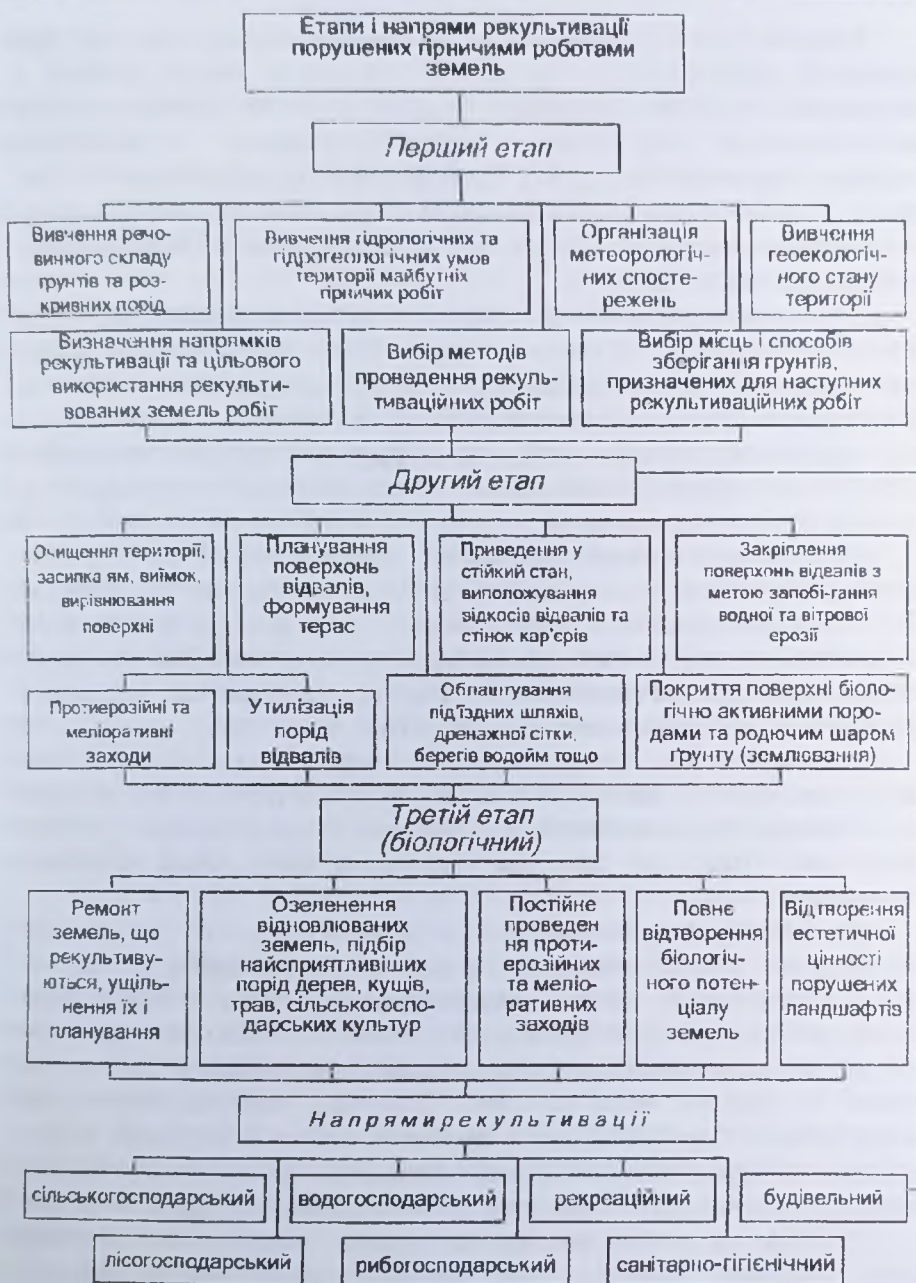 Етапи і напрями рекультивації
порушених гірничими роботами
земель
Перший етап
Вивчення речо-
винного складу
ґрунтів та роз-
кривних порід
Вивчення гідрологічних та
гідрогеологічних умов
території майбутніх
гірничих робіт
Організація
метеорологіч-
них спосте-
режень
Вивчення
геоекологіч-
ного стану
території
Визначення напрямків
рекультивації та цільового
використання рекульти-
вованих земель робіт
Вибір методів
проведення рекуль-
тиваційних робіт
Вибір місць і способів
зберігання ґрунтів,
призначених для наступних
рекультиваційних робіт
Другий етап
Очищення території,
засипка ям, виїмок,
вирівнювання
поверхні
Планування
поверхонь
відвалів,
формування
терас
Приведення у
стійкий стан,
виположування
відкосів відвалів та
стінок кар'єрів
Закріплення
поверхонь відвалів з
метою запобі-гання
водної та вітрової
ерозії
Протиерозійні та
меліоративні
заходи
Утилізація
порід
відвалів
Облаштування
під'їзних шляхів,
дренажної сітки,
берегів водойм тощо
Покриття поверхні біоло-
гічно активними поро-
дами та родючим шаром
ґрунту (землювання)
Третій етап
(біологічний)
Ремонт
земель, що
рекультиву-
ються, ущіль-
нення їх і
планування
Озеленення
відновлюваних
земель, підбір
найсприятливіших
порід дерев, кущів,
трав, сільськогоспо-
дарських культур
Постійне
проведен
ня проти-
ерозійних
та меліо-
ративних
заходів
Повне
відтворення
біологіч-
ного потен-
ціалу
земель
Відтворення
естетичної
цінності
порушених
ландшафтів
Напрями рекультивації
сільськогосподарський
водогосподарський
рекреаційний
будівельний
лісогосподарський
рибогосподарський
санітарно-гігієнічний